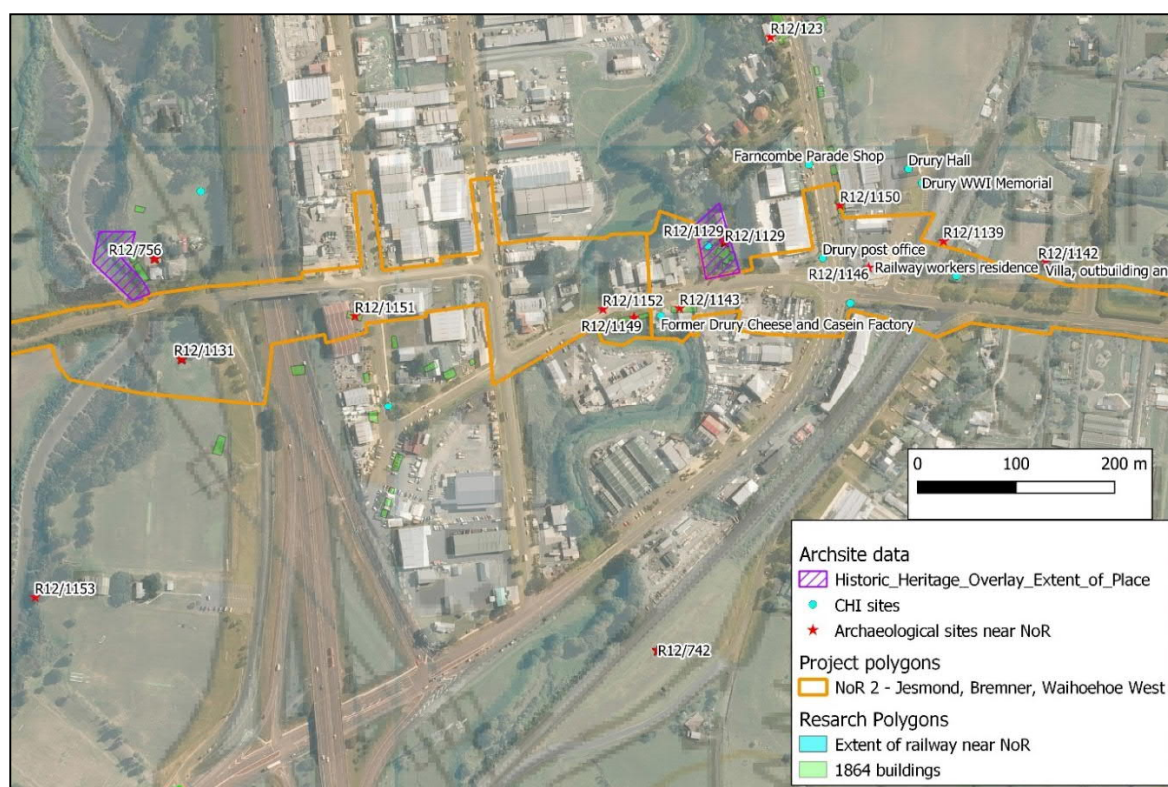 R12/123
Farncombe Parade Shop
Drury Hall
Drury WWI Memorial
R12/1150
R12/1129
R12/1129
R12/1139
R12/756
Drury post office
R12/1142
R12/1146
Railway workers residence
Villa, outbuilding an
R12/1151
R12/1152
R12/1143
R12/1149
Former Drury Cheese and Casein Factory
R12/1131
R12/1153
R12/742
0 100 200 m
Archsite data
Historic_Heritage_Overlay_Extent_of_Place
CHI sites
Archaeological sites near NoR
Project polygons
NoR 2 - Jesmond, Bremner, Waihoehoe West
Resarch Polygons
Extent of railway near NoR
1864 buildings